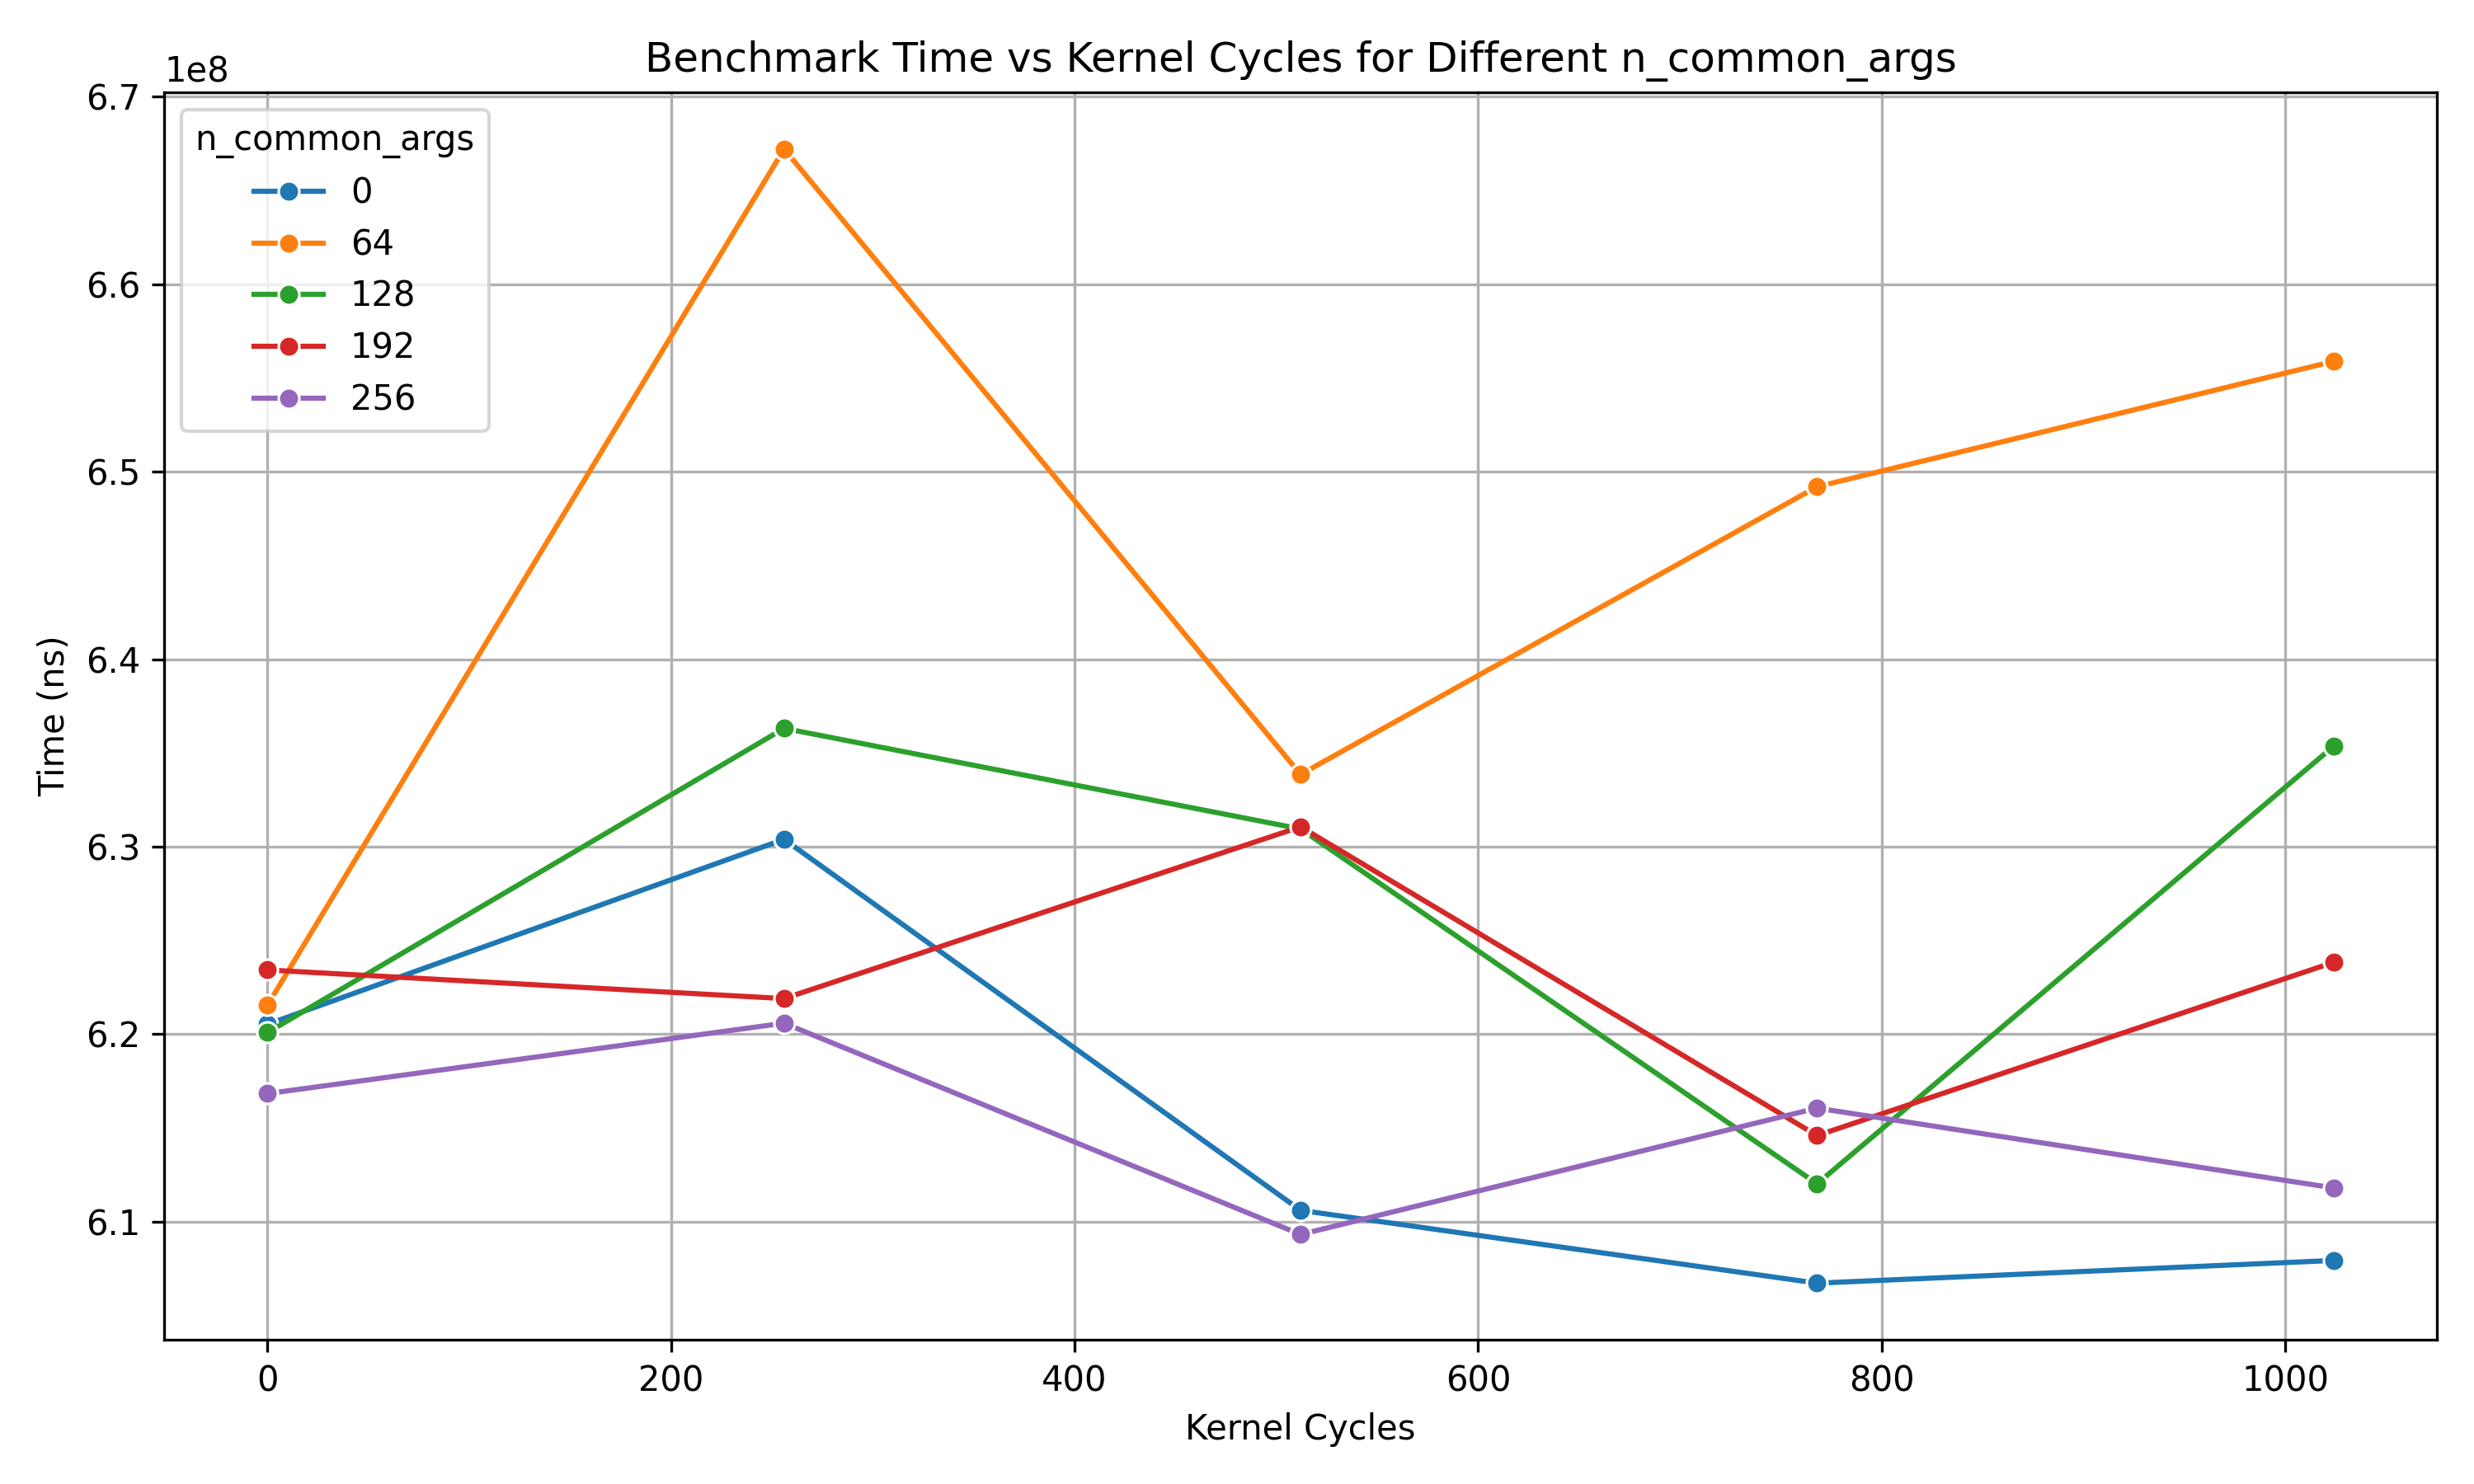 Benchmark Time vs Kernel Cycles for Different n_common_args
1e8
6.7
6.6
6.5
6.4
6.3
6.2
6.1
Time (ns)
n_common_args
0
64
128
192
256
0 200 400 600 800 1000
Kernel Cycles